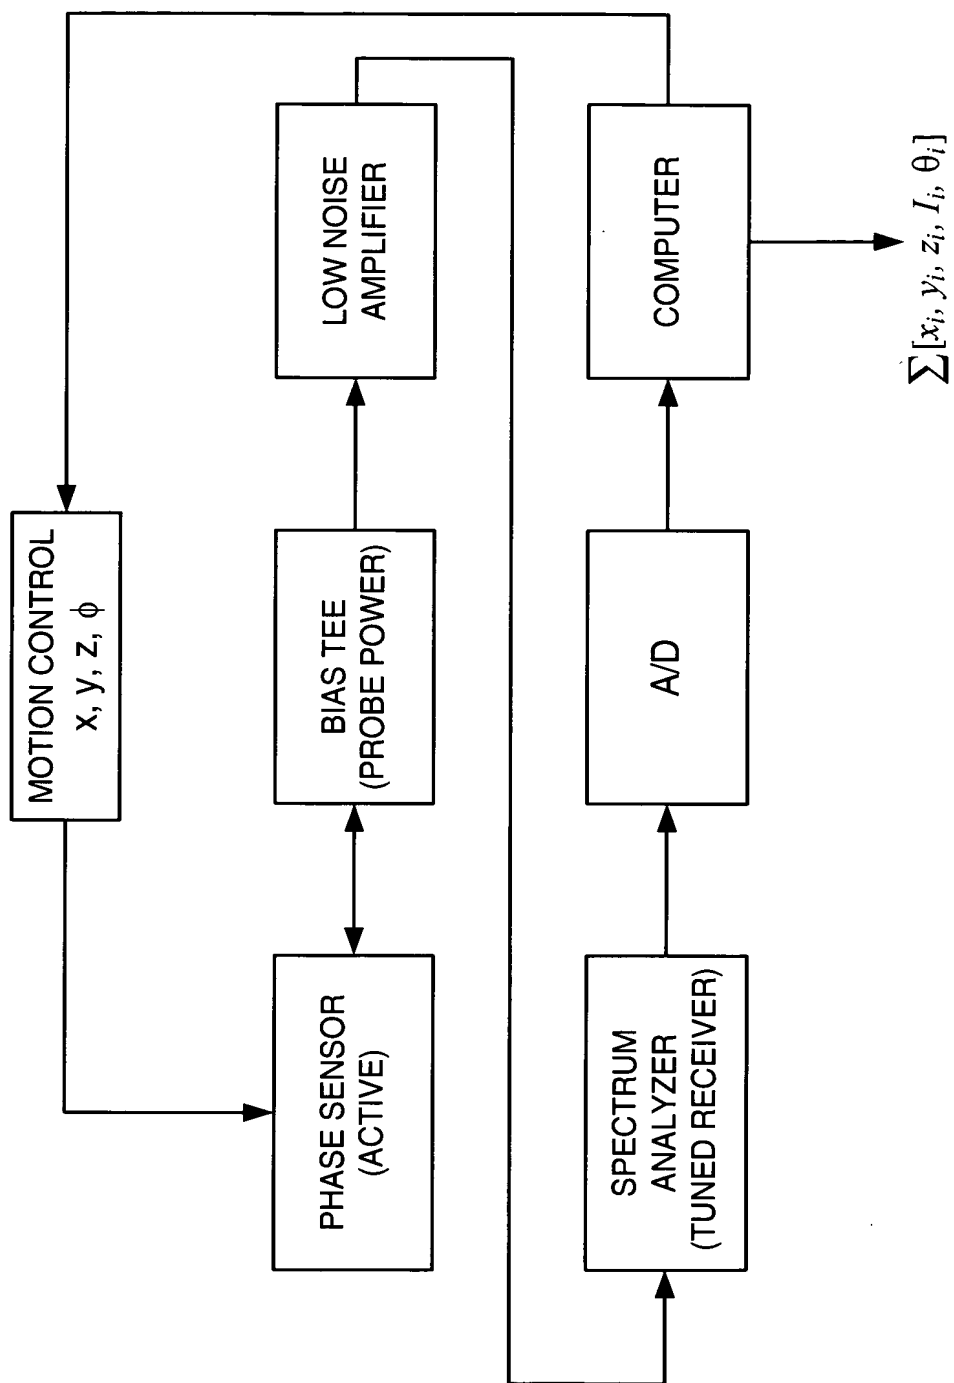 MOTION CONTROL
x, y, z, ϕ
PHASE SENSOR
(ACTIVE)
BIAS TEE
(PROBE POWER)
LOW NOISE
AMPLIFIER
SPECTRUM
ANALYZER
(TUNED RECEIVER)
A/D
COMPUTER
∑[xᵢ, yᵢ, zᵢ, Iᵢ, θᵢ]